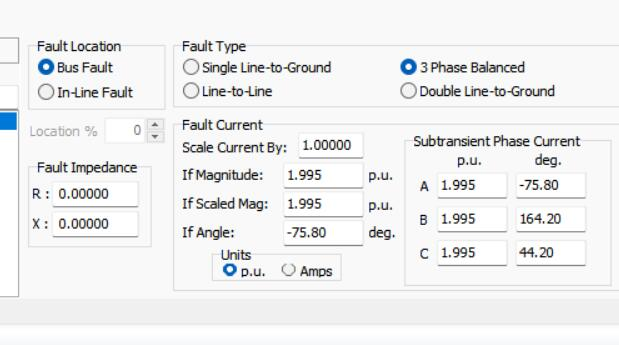 Fault Location
Bus Fault
In-Line Fault
Location % 0
Fault Impedance
R : 0.00000
X : 0.00000
Fault Type
Single Line-to-Ground 3 Phase Balanced
Line-to-Line Double Line-to-Ground
Fault Current
Scale Current By: 1.00000
If Magnitude: 1.995 p.u.
If Scaled Mag: 1.995 p.u.
If Angle: -75.80 deg.
Units
p.u. Amps
Subtransient Phase Current
p.u. deg.
A 1.995 -75.80
B 1.995 164.20
C 1.995 44.20